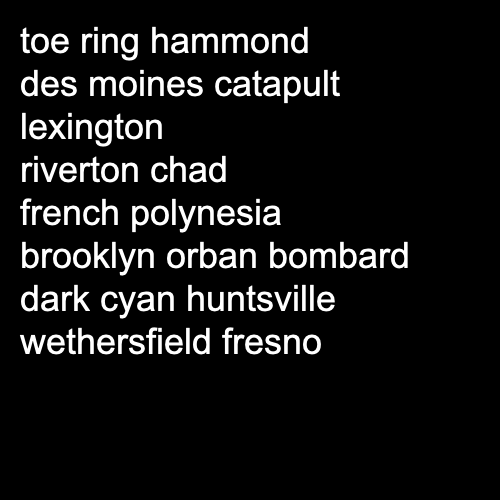 toe ring hammond
des moines catapult
lexington
riverton chad
french polynesia
brooklyn orban bombard
dark cyan huntsville
wethersfield fresno